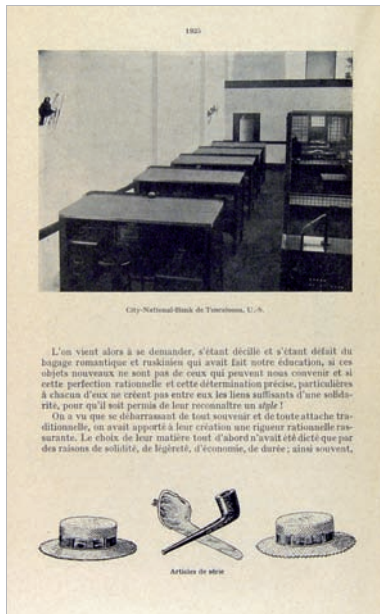 1925
City-National-Bank de Tuscaloosa, U.-S.
L'on vient alors à se demander, s'étant décillé et s'étant défait du
bagage romantique et ruskinien qui avait fait notre éducation, si ces
objets nouveaux ne sont pas de ceux qui peuvent nous convenir et si
cette perfection rationnelle et cette détermination précise, particulières
à chacun d'eux ne créent pas entre eux les liens suffisants d'une solida-
rité, pour qu'il soit permis de leur reconnaître un style !
On a vu que se débarrassant de tout souvenir et de toute attache tra-
ditionnelle, on avait apporté à leur création une rigueur rationnelle ras-
surante. Le choix de leur matière tout d'abord n'avait été dicté que par
des raisons de solidité, de légèreté, d'économie, de durée ; ainsi souvent,
Articles de série